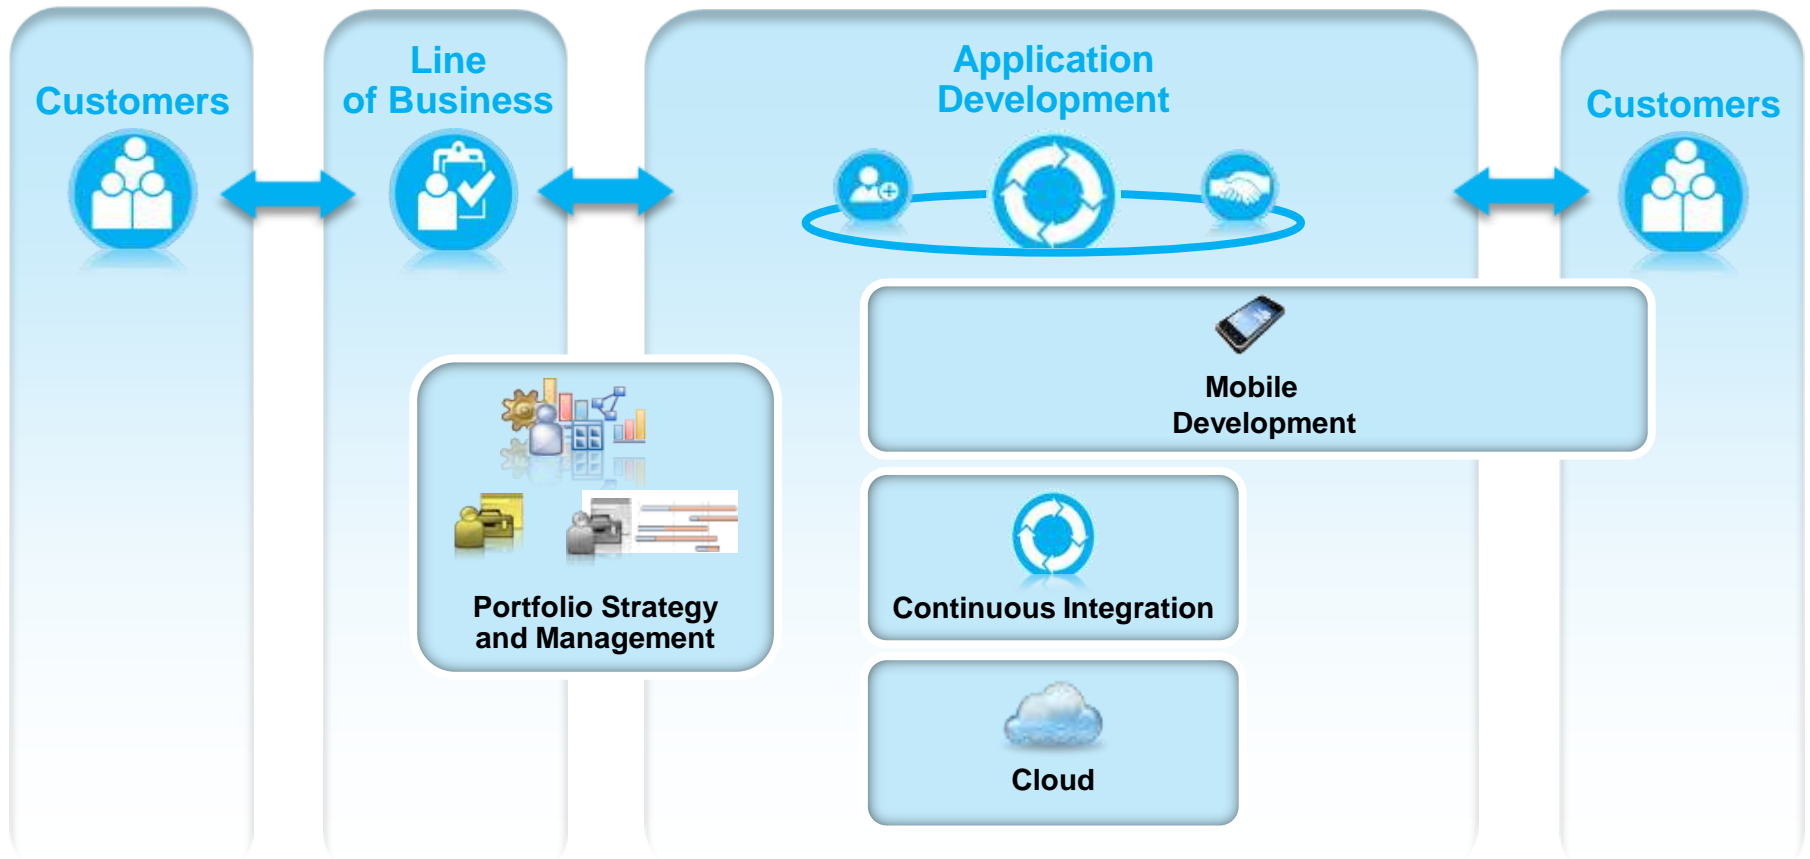 Customers
Line
of Business
Application
Development
Customers
Mobile
Development
Portfolio Strategy
and Management
Continuous Integration
Cloud